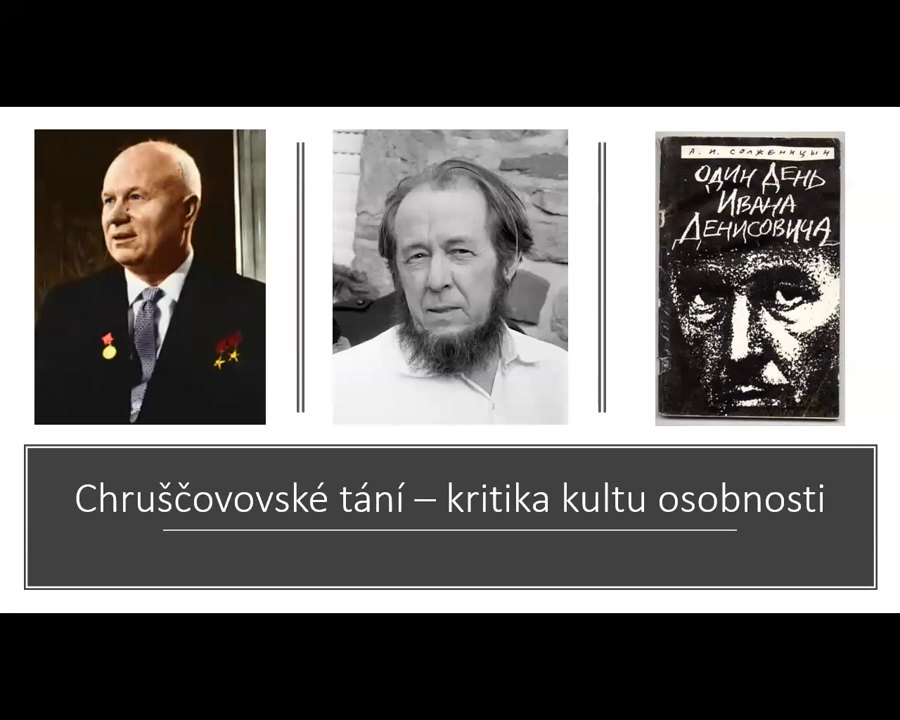 А. И. СОЛЖЕНИЦЫН
ОДИН ДЕНЬ
ИВАНА
ДЕНИСОВИЧА
Chruščovovské tání – kritika kultu osobnosti